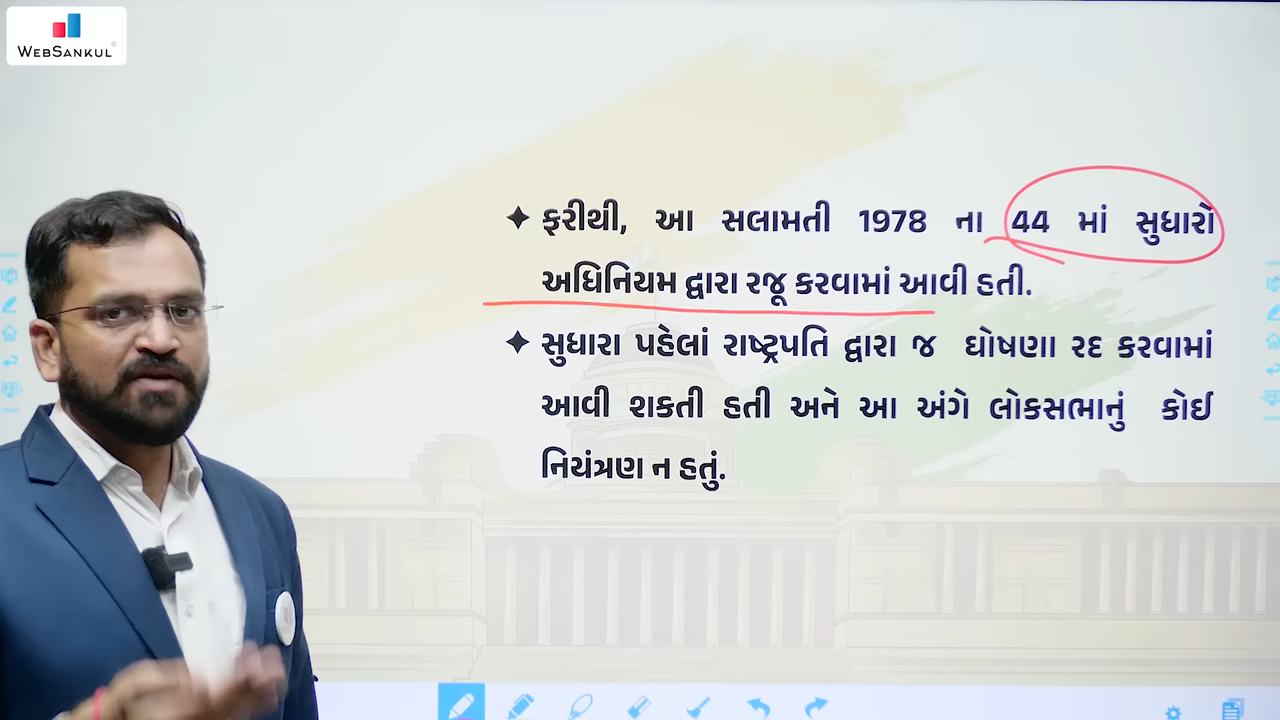 WEBSANKUL
✦ ફરીથી, આ સલામતી 1978 ના 44 માં સુધારો
અધિનિયમ દ્વારા રજૂ કરવામાં આવી હતી.
✦ સુધારા પહેલાં રાષ્ટ્રપતિ દ્વારા જ ઘોષણા રદ કરવામાં
આવી શકતી હતી અને આ અંગે લોકસભાનું કોઈ
નિયંત્રણ ન હતું.